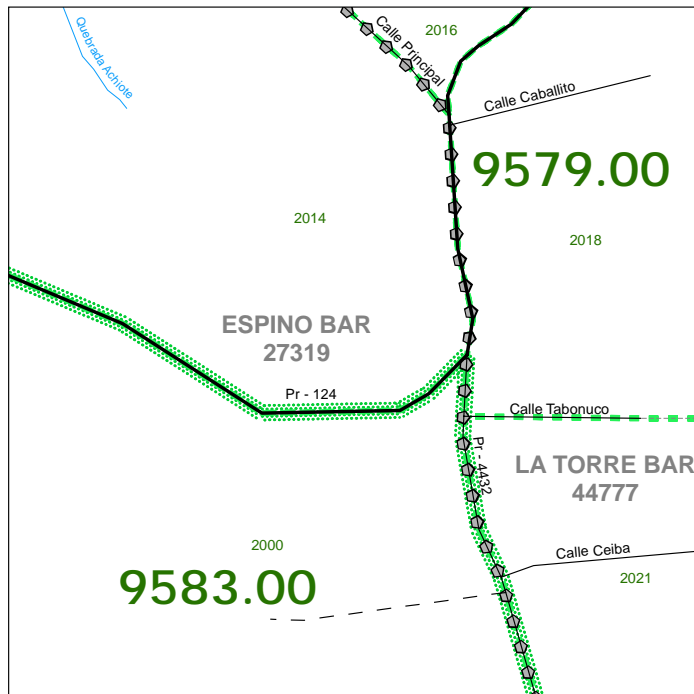 2016
Calle Principal
Quebrada Achiote
Calle Caballito
9579.00
2014
2018
ESPINO BAR
27319
Pr - 124
Calle Tabonuco
Pr - 4432
LA TORRE BAR
44777
2000
Calle Ceiba
9583.00
2021